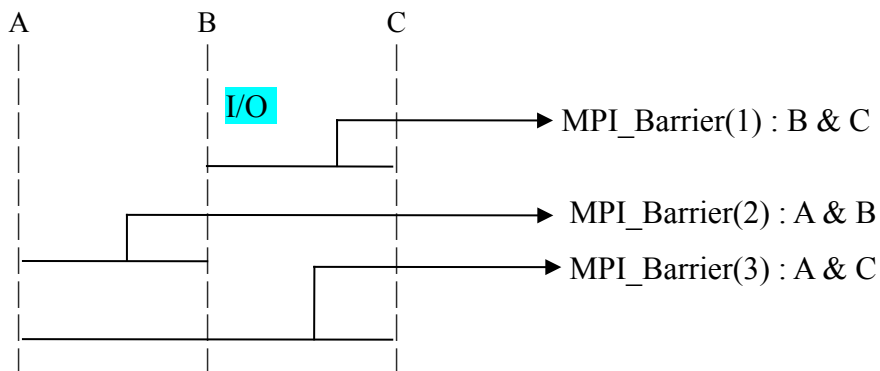 A B C
I/O
MPI_Barrier(1) : B & C
MPI_Barrier(2) : A & B
MPI_Barrier(3) : A & C